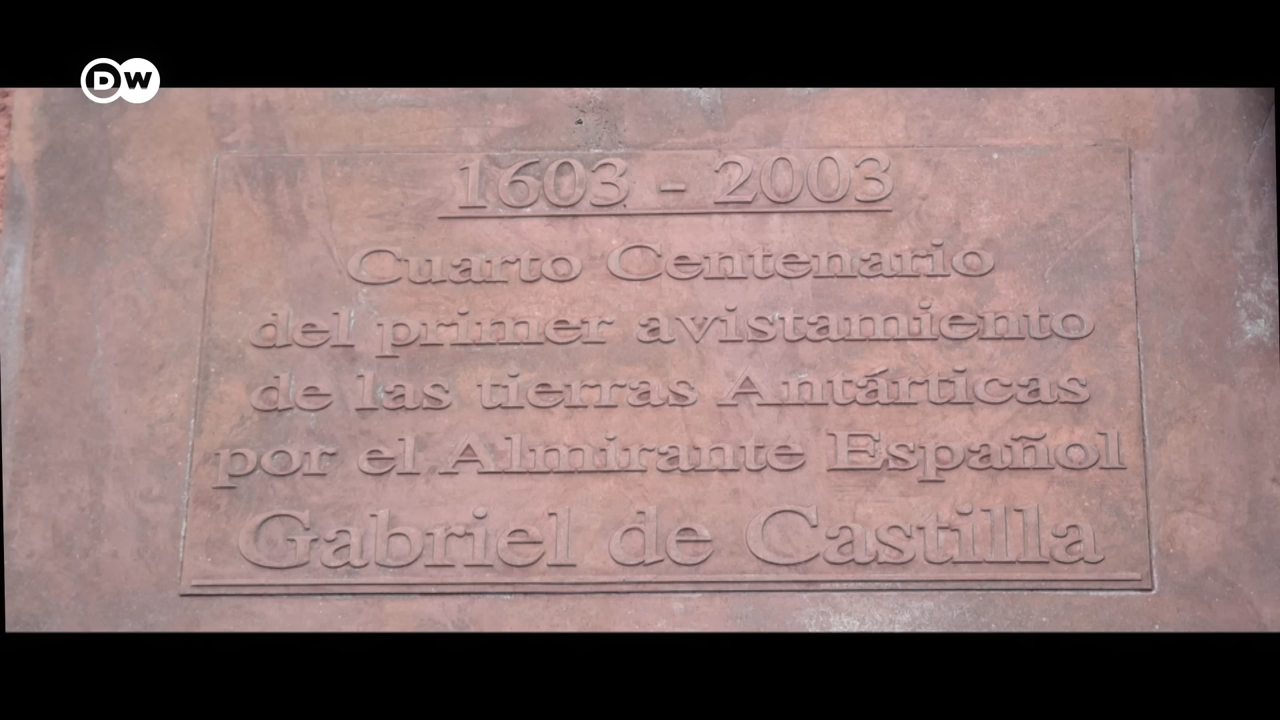 DW
1603 - 2003
Cuarto Centenario
del primer avistamiento
de las tierras Antárticas
por el Almirante Español
Gabriel de Castilla